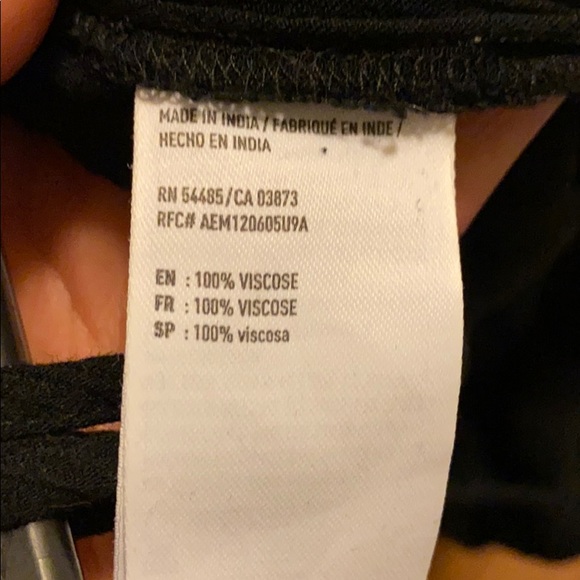 MADE IN INDIA / FABRIQUÉ EN INDE /
HECHO EN INDIA
RN 54485/CA 03873
RFC# AEM120605U9A
EN : 100% VISCOSE
FR : 100% VISCOSE
SP : 100% viscosa